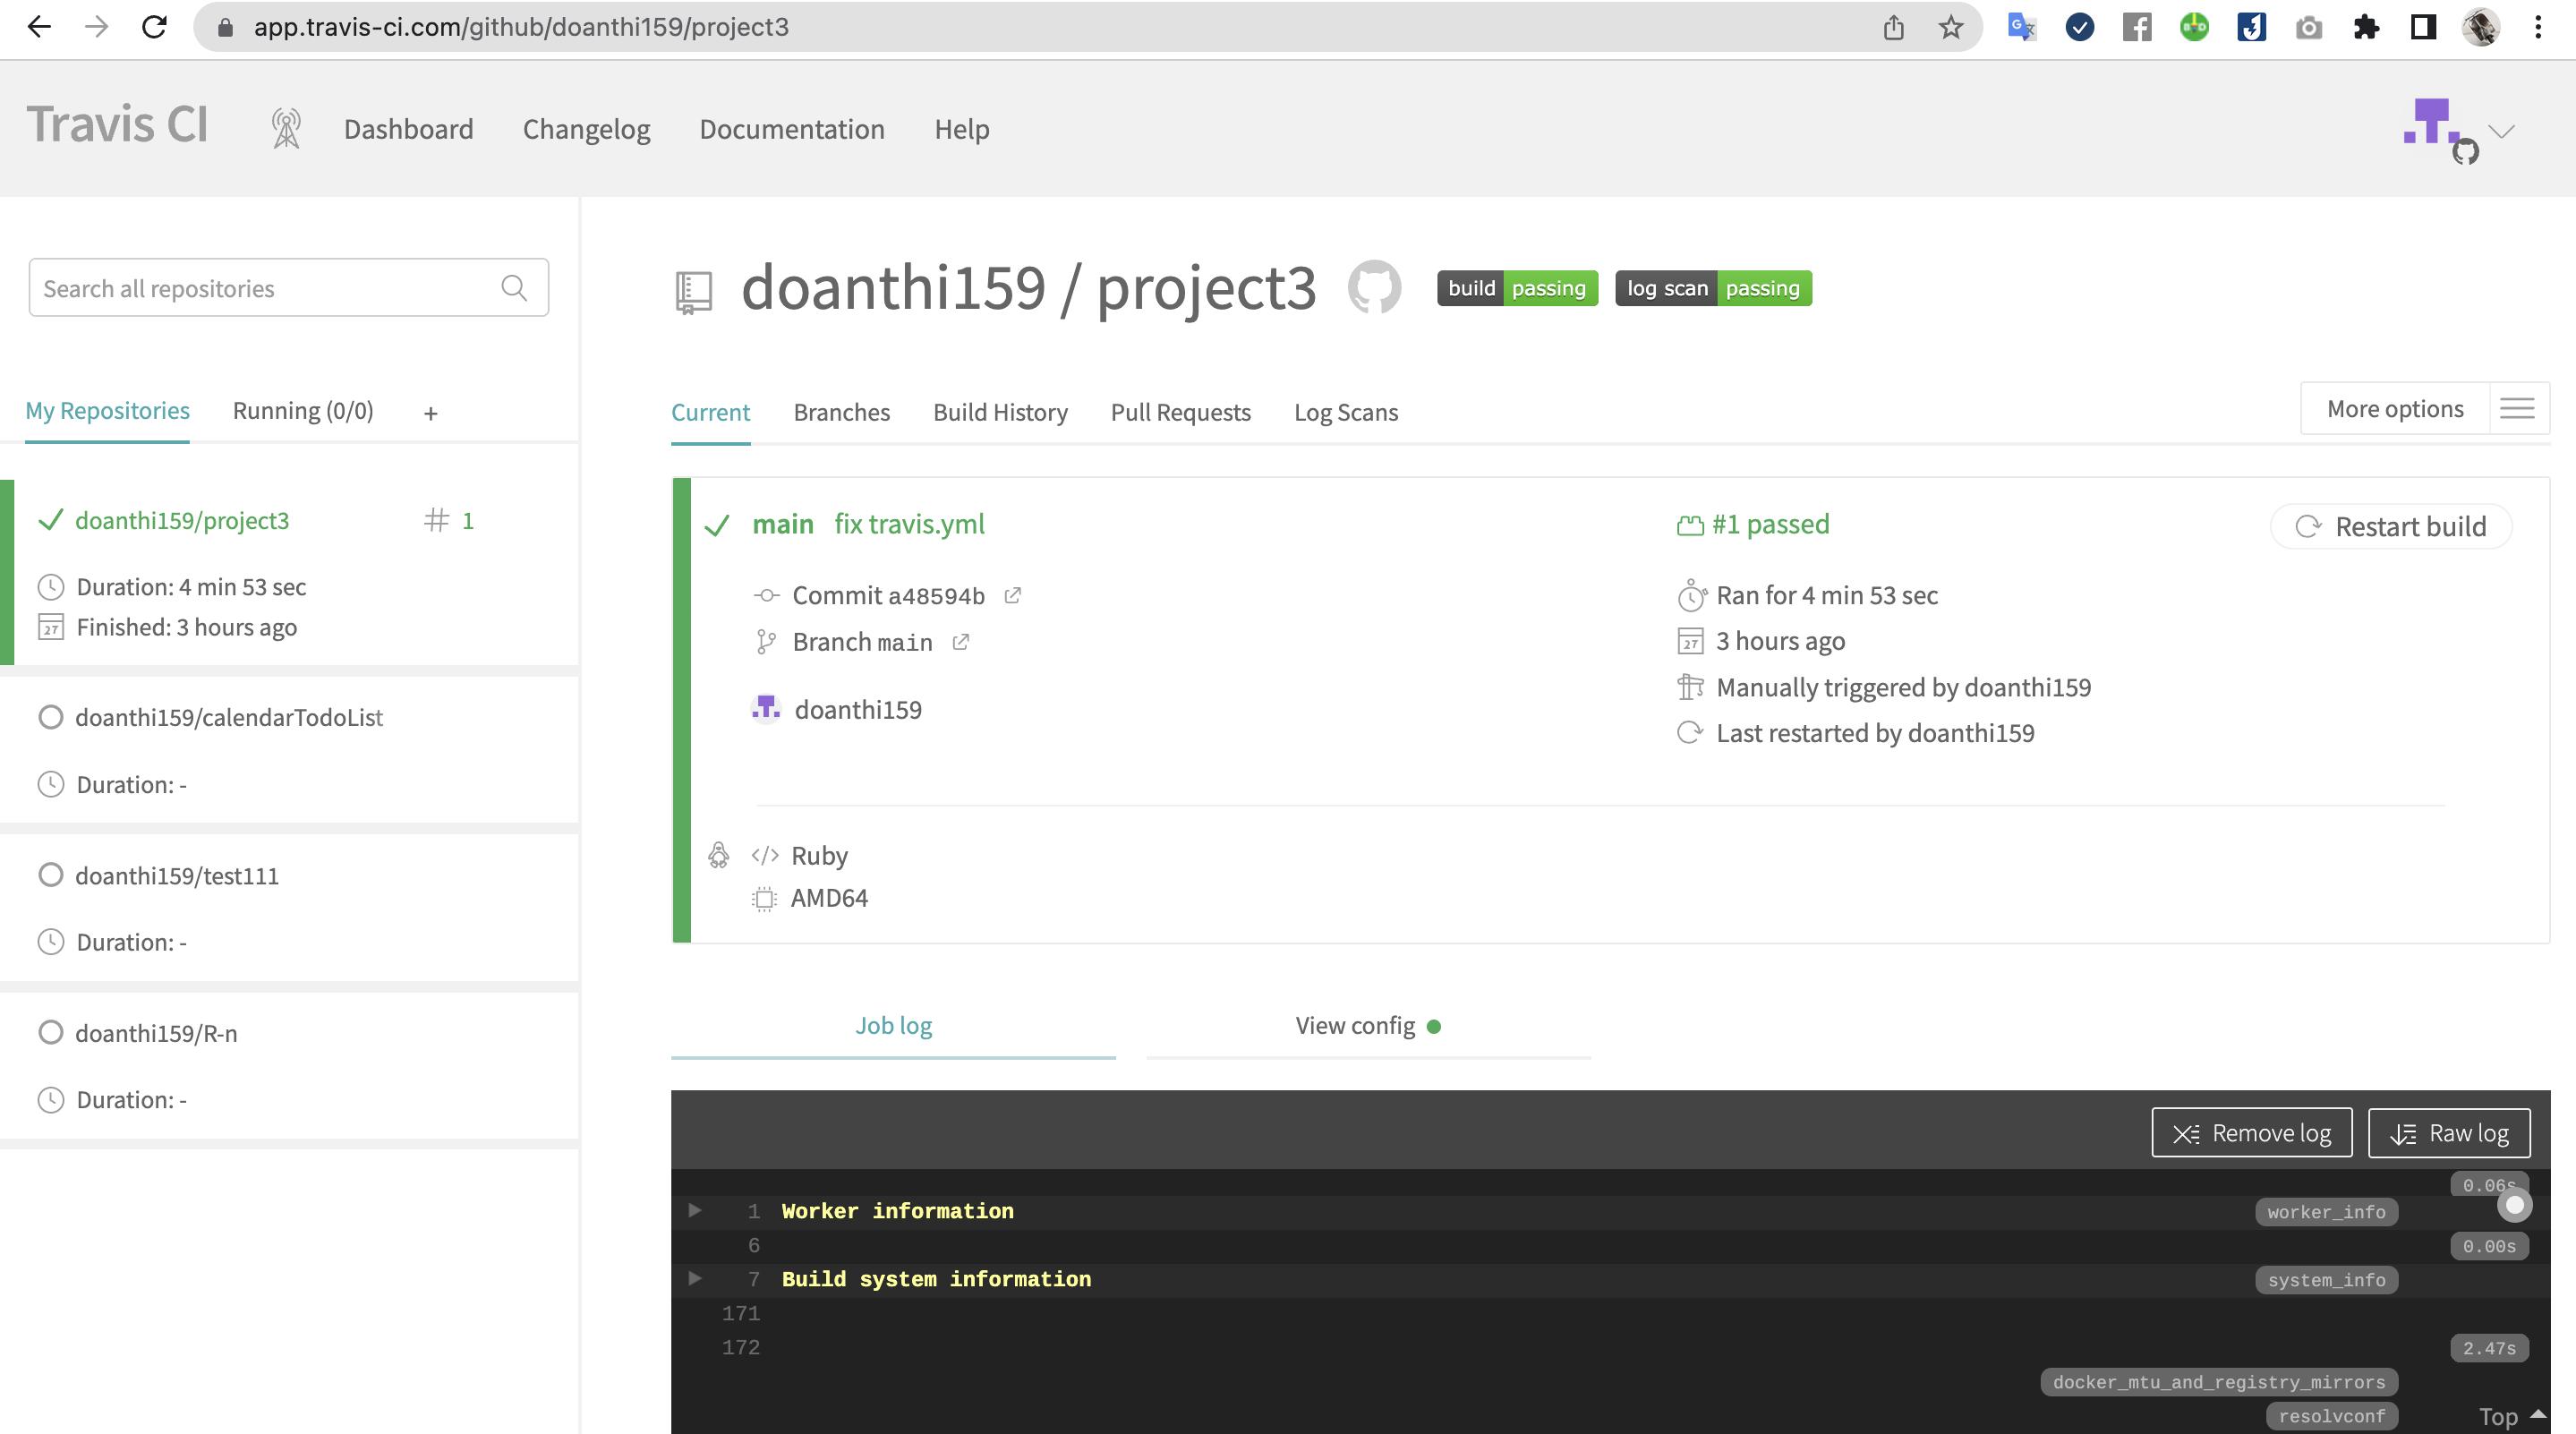 app.travis-ci.com/github/doanthi159/project3
Travis CI
Dashboard
Changelog
Documentation
Help
Search all repositories
My Repositories
Running (0/0)
+
doanthi159/project3
# 1
Duration: 4 min 53 sec
27 Finished: 3 hours ago
doanthi159/calendarTodoList
Duration: -
doanthi159/test111
Duration: -
doanthi159/R-n
Duration: -
doanthi159 / project3
build passing
log scan passing
Current
Branches
Build History
Pull Requests
Log Scans
More options
main fix travis.yml
Commit a48594b
Branch main
doanthi159
#1 passed
Ran for 4 min 53 sec
27 3 hours ago
Manually triggered by doanthi159
Last restarted by doanthi159
Restart build
</> Ruby
AMD64
Job log
View config
Remove log
Raw log
0.06s
1 Worker information worker_info
6 0.00s
7 Build system information system_info
171
172 2.47s
docker_mtu_and_registry_mirrors
resolvconf
Top